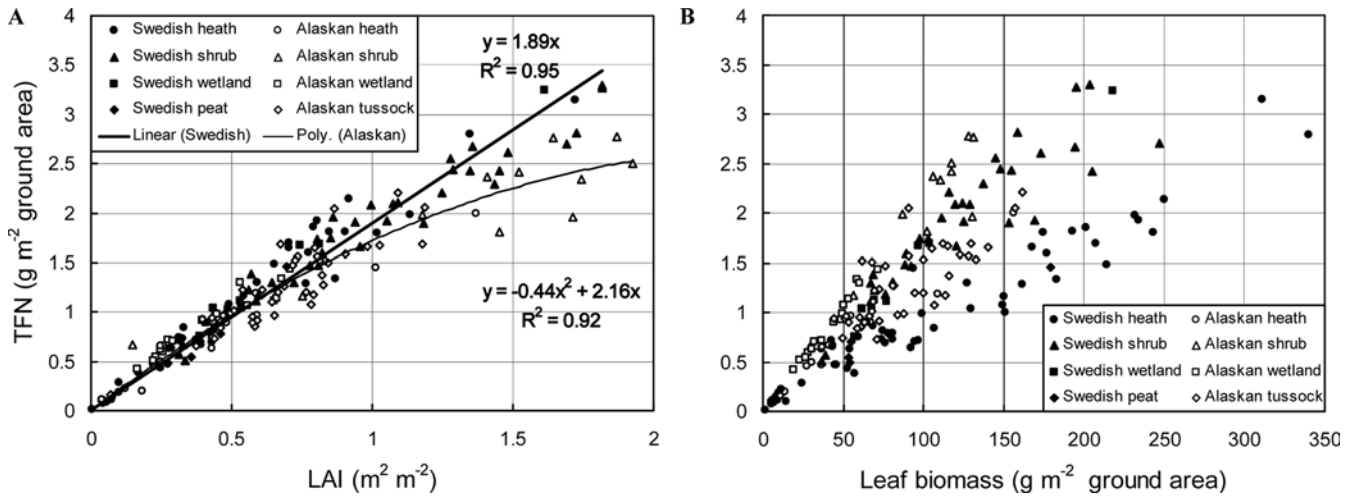 A
TFN (g m-2 ground area)
4
3.5
3
2.5
2
1.5
1
0.5
0
Swedish heath
Alaskan heath
Swedish shrub
Alaskan shrub
Swedish wetland
Alaskan wetland
Swedish peat
Alaskan tussock
Linear (Swedish)
Poly. (Alaskan)
y = 1.89x
R2 = 0.95
y = -0.44x2 + 2.16x
R2 = 0.92
0 0.5 1 1.5 2
LAI (m2 m-2)
B
4
3.5
3
2.5
2
1.5
1
0.5
0
Swedish heath
Alaskan heath
Swedish shrub
Alaskan shrub
Swedish wetland
Alaskan wetland
Swedish peat
Alaskan tussock
0 50 100 150 200 250 300 350
Leaf biomass (g m-2 ground area)